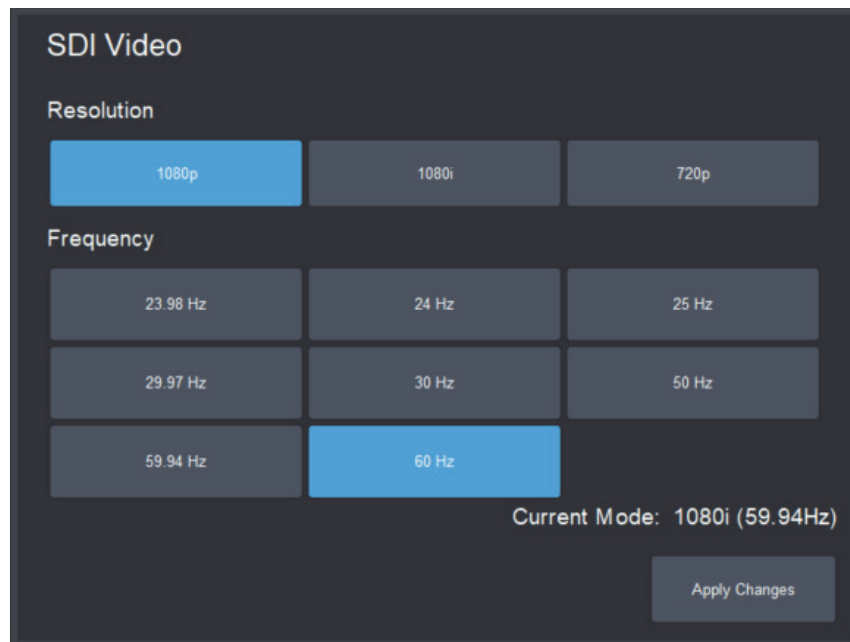 SDI Video
Resolution
1080p 1080i 720p
Frequency
23.98 Hz 24 Hz 25 Hz
29.97 Hz 30 Hz 50 Hz
59.94 Hz 60 Hz
Current Mode: 1080i (59.94Hz)
Apply Changes